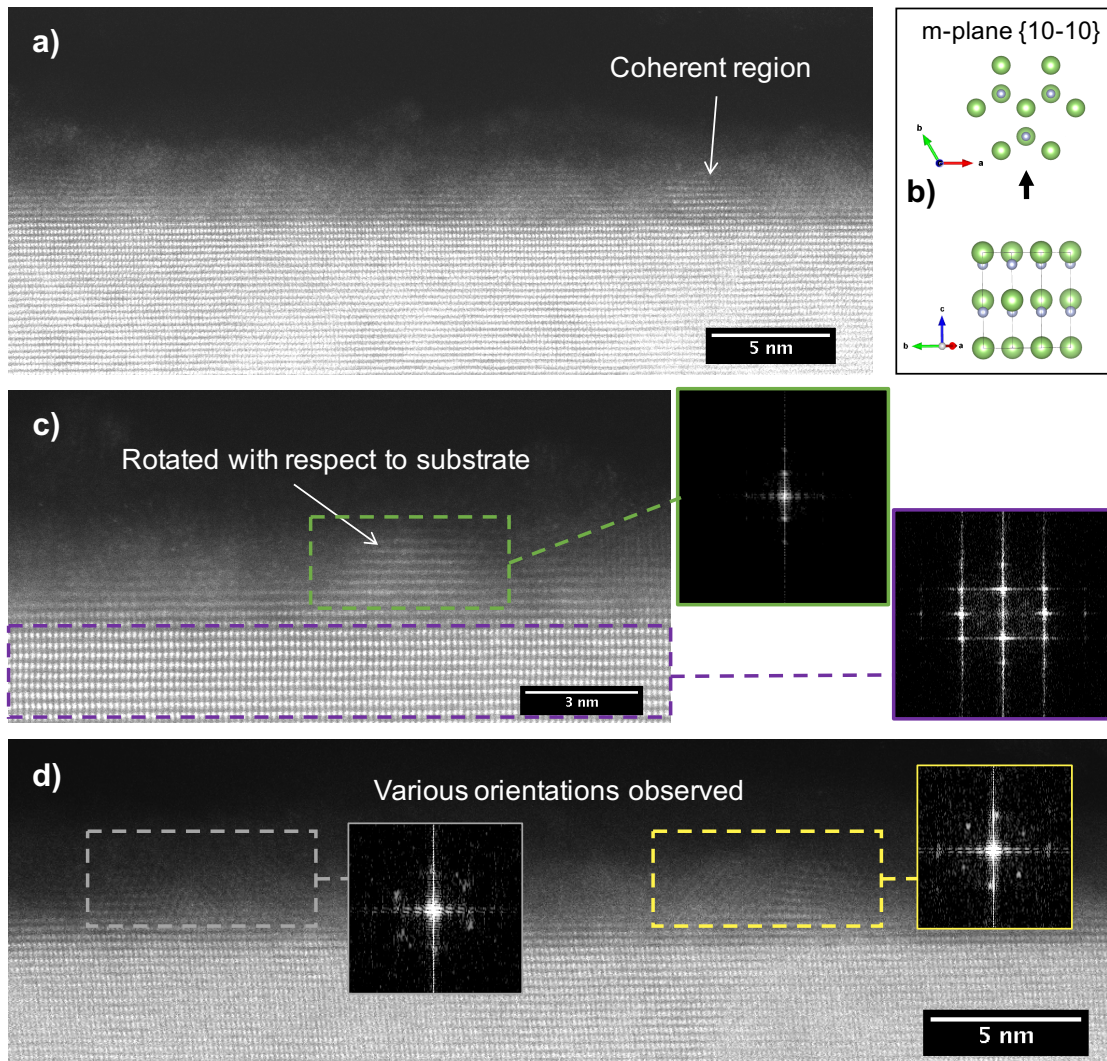 a)
Coherent region
5 nm
m-plane {10-10}
b
a
b)
c
b
a
c)
Rotated with respect to substrate
3 nm
d)
Various orientations observed
5 nm